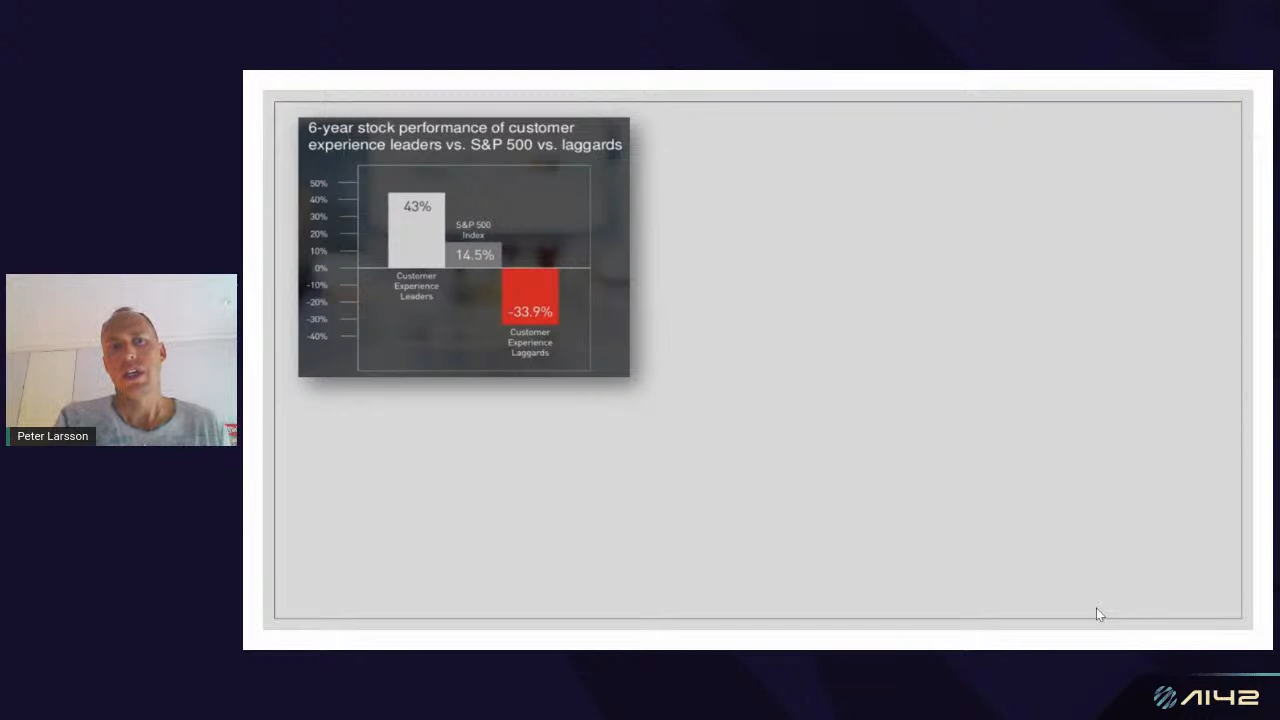 6-year stock performance of customer
experience leaders vs. S&P 500 vs. laggards
50%
40%
30%
20%
10%
0%
-10%
-20%
-30%
-40%
43%
S&P 500
Index
14.5%
Customer
Experience
Leaders
-33.9%
Customer
Experience
Laggards
Peter Larsson
AI42